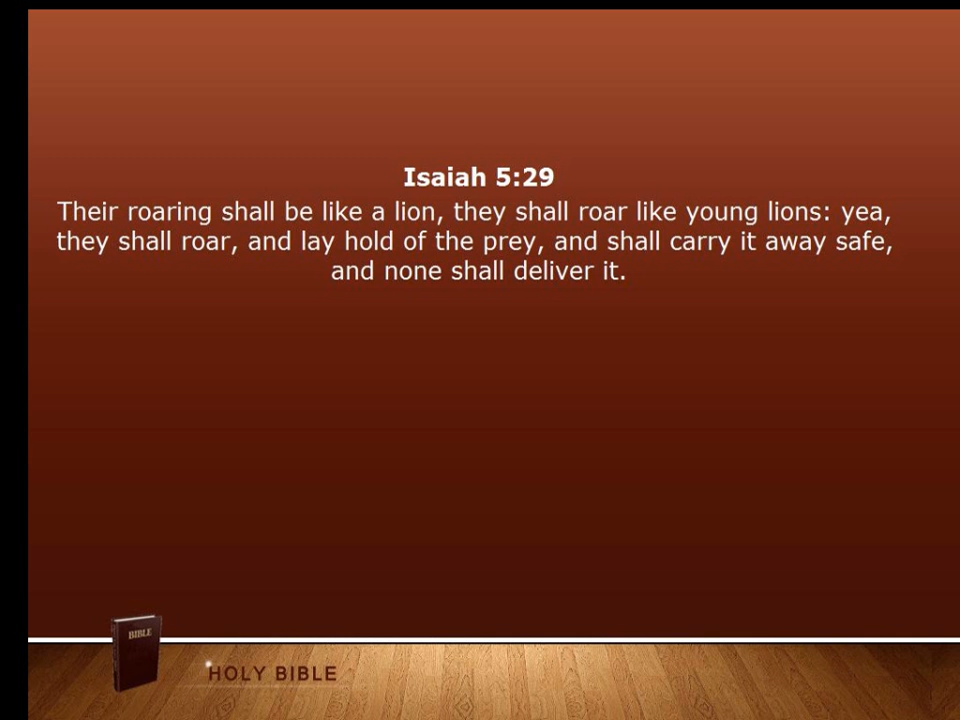 Isaiah 5:29
Their roaring shall be like a lion, they shall roar like young lions: yea,
they shall roar, and lay hold of the prey, and shall carry it away safe,
and none shall deliver it.
BIBLE
HOLY BIBLE